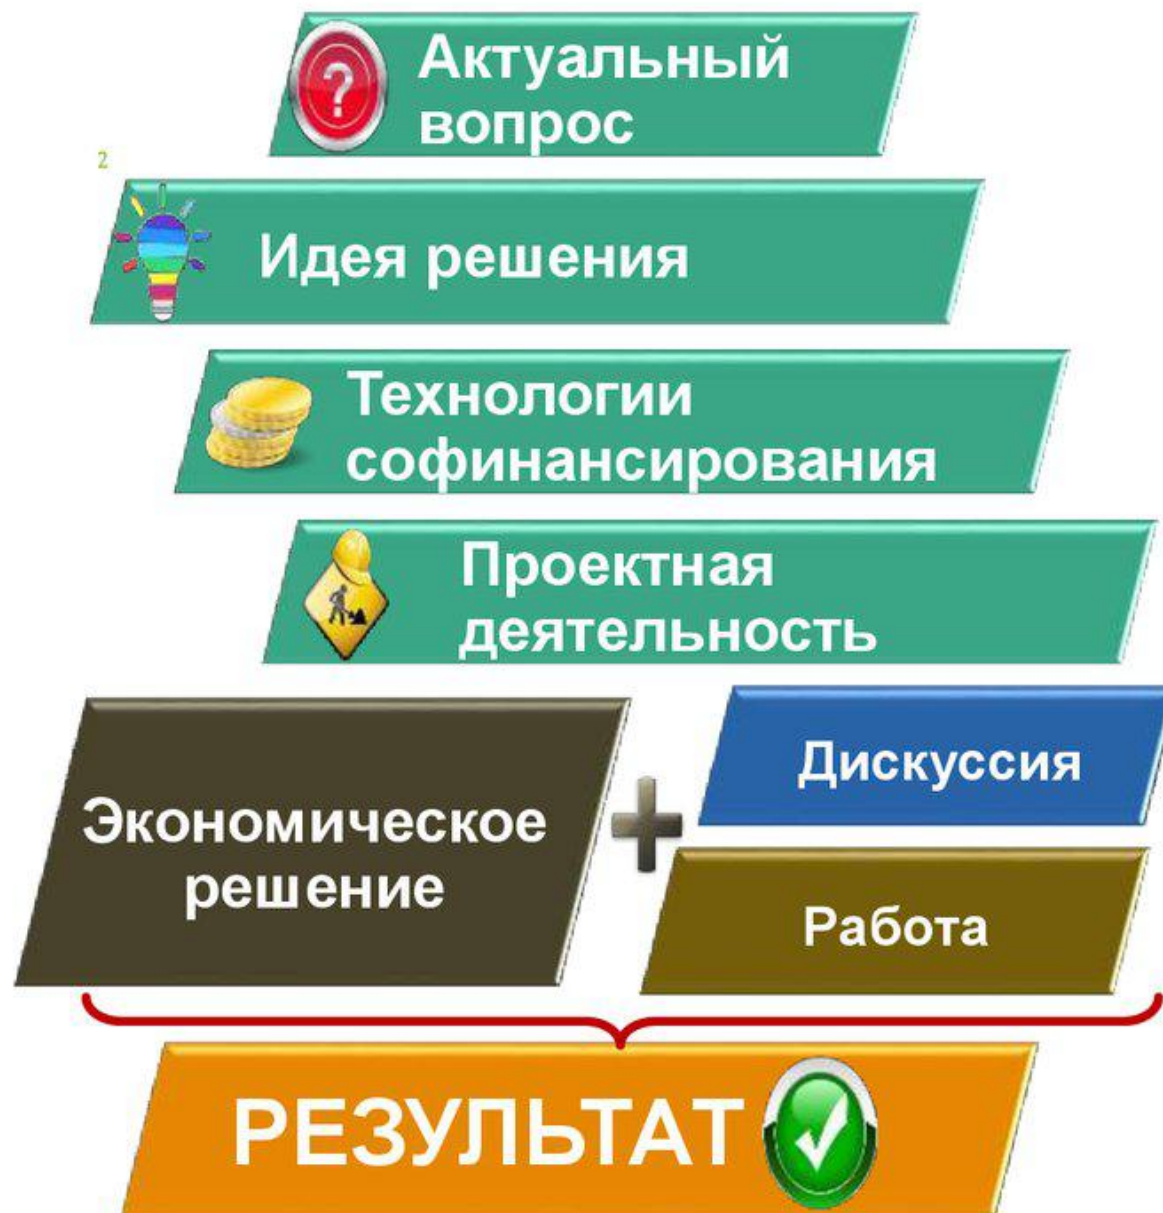 ?
Актуальный
вопрос
2
Идея решения
Технологии
софинансирования
Проектная
деятельность
Экономическое
решение
Дискуссия
Работа
РЕЗУЛЬТАТ